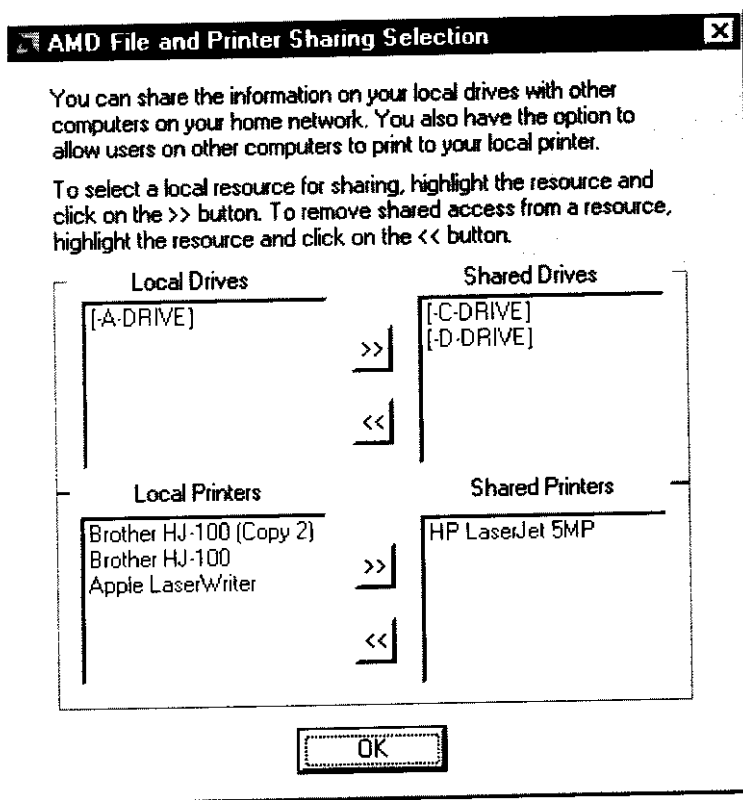 AMD File and Printer Sharing Selection
You can share the information on your local drives with other
computers on your home network. You also have the option to
allow users on other computers to print to your local printer.
To select a local resource for sharing, highlight the resource and
click on the >> button. To remove shared access from a resource,
highlight the resource and click on the << button.
Local Drives
Shared Drives
[-A-DRIVE]
[-C-DRIVE]
[-D-DRIVE]
>>
<<
Local Printers
Shared Printers
Brother HJ-100 (Copy 2)
Brother HJ-100
Apple LaserWriter
HP LaserJet 5MP
>>
<<
OK